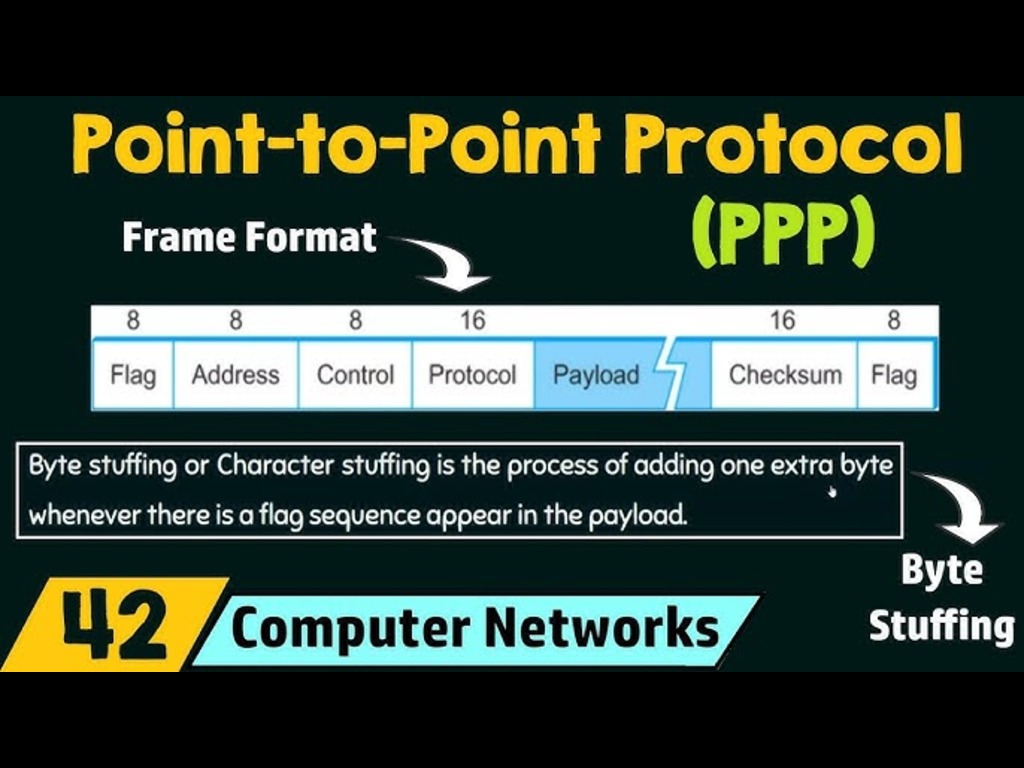 Point-to-Point Protocol
(PPP)
Frame Format
8 8 8 16 16 8
Flag Address Control Protocol Payload Checksum Flag
Byte stuffing or Character stuffing is the process of adding one extra byte
whenever there is a flag sequence appear in the payload.
Byte
Stuffing
42 Computer Networks